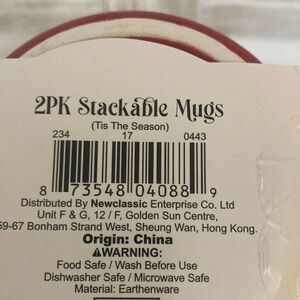 2PK Stackable Mugs
(Tis The Season)
234 17 0443
8 73548 04088 9
Distributed By Newclassic Enterprise Co. Ltd
Unit F & G, 12 / F, Golden Sun Centre,
59-67 Bonham Strand West, Sheung Wan, Hong Kong.
Origin: China
⚠WARNING:
Food Safe / Wash Before Use
Dishwasher Safe / Microwave Safe
Material: Earthenware